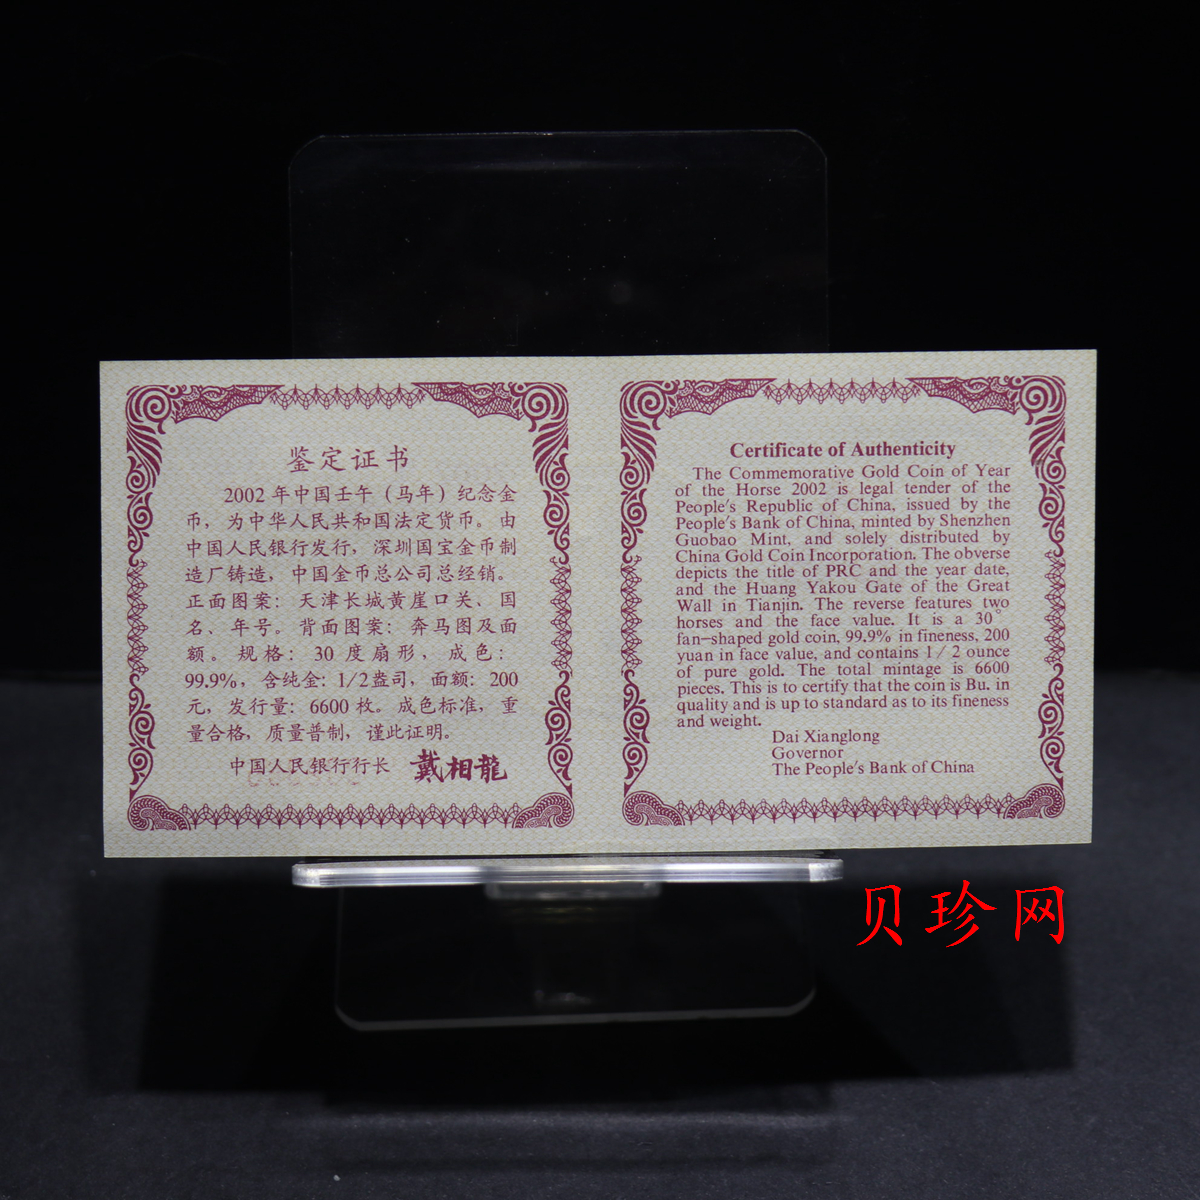 鉴定证书
2002 年中国壬午（马年）纪念金
币，为中华人民共和国法定货币。由
中国人民银行发行，深圳国宝金币制
造厂铸造，中国金币总公司总经销。
正面图案：天津长城黄崖口关、国
名、年号。背面图案：奔马图及面
额。规格：30 度扇形，成色：
99.9%，含纯金：1/2盎司，面额：200
元，发行量：6600 枚。成色标准，重
量合格，质量普制，谨此证明。
中国人民银行行长 戴相龍
Certificate of Authenticity
The Commemorative Gold Coin of Year
of the Horse 2002 is legal tender of the
People's Republic of China, issued by the
People's Bank of China, minted by Shenzhen
Guobao Mint, and solely distributed by
China Gold Coin Incorporation. The obverse
depicts the title of PRC and the year date,
and the Huang Yakou Gate of the Great
Wall in Tianjin. The reverse features two
horses and the face value. It is a 30°
fan-shaped gold coin, 99.9% in fineness, 200
yuan in face value, and contains 1/2 ounce
of pure gold. The total mintage is 6600
pieces. This is to certify that the coin is Bu. in
quality and is up to standard as to its fineness
and weight.
Dai Xianglong
Governor
The People's Bank of China
贝珍网